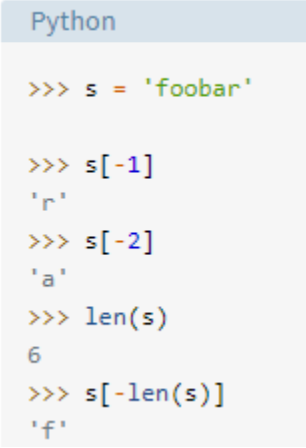 Python
>>> s = 'foobar'
>>> s[-1]
'r'
>>> s[-2]
'a'
>>> len(s)
6
>>> s[-len(s)]
'f'